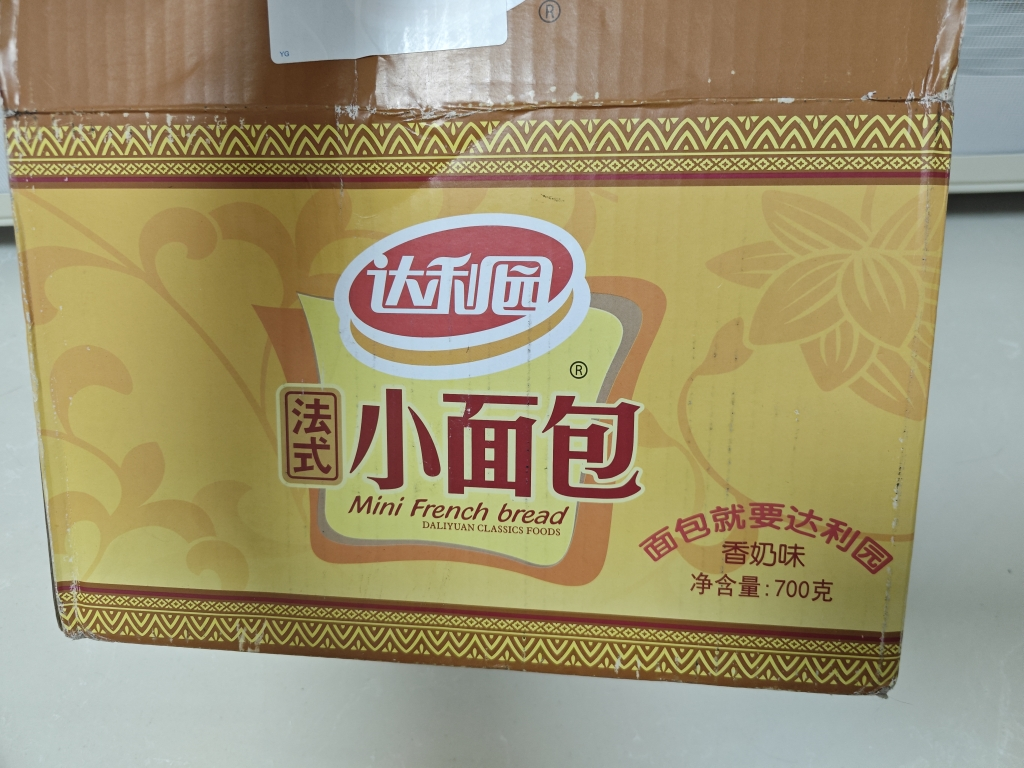 YG
®
达利园
®
法式
小面包
Mini French bread
DALIYUAN CLASSICS FOODS
面包就要达利园
香奶味
净含量:700克